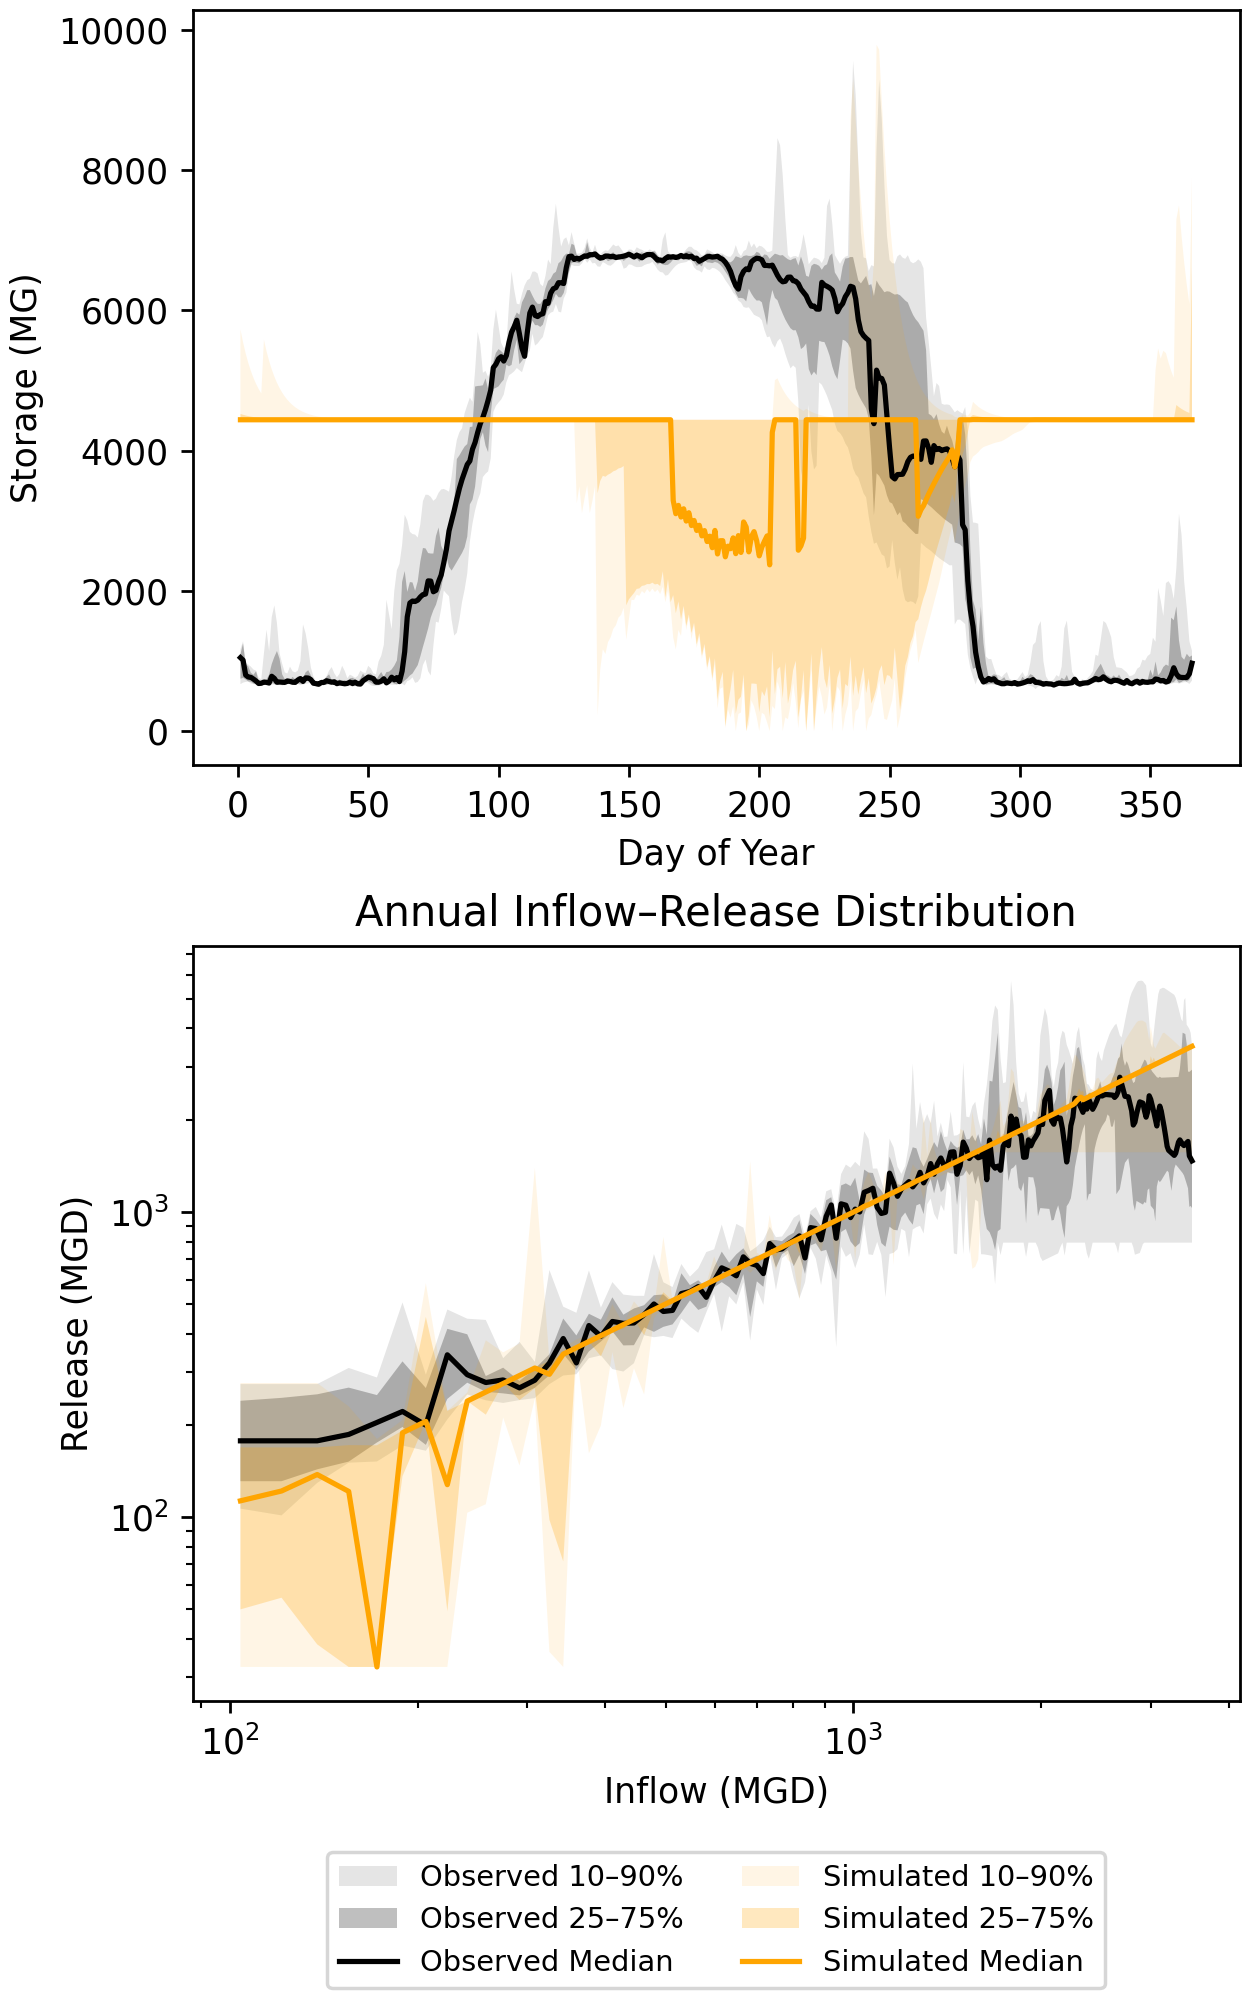 10000
8000
6000
4000
2000
0
Storage (MG)
0 50 100 150 200 250 300 350
Day of Year
Annual Inflow–Release Distribution
10³
10²
Release (MGD)
10² 10³
Inflow (MGD)
Observed 10–90% Simulated 10–90%
Observed 25–75% Simulated 25–75%
Observed Median Simulated Median